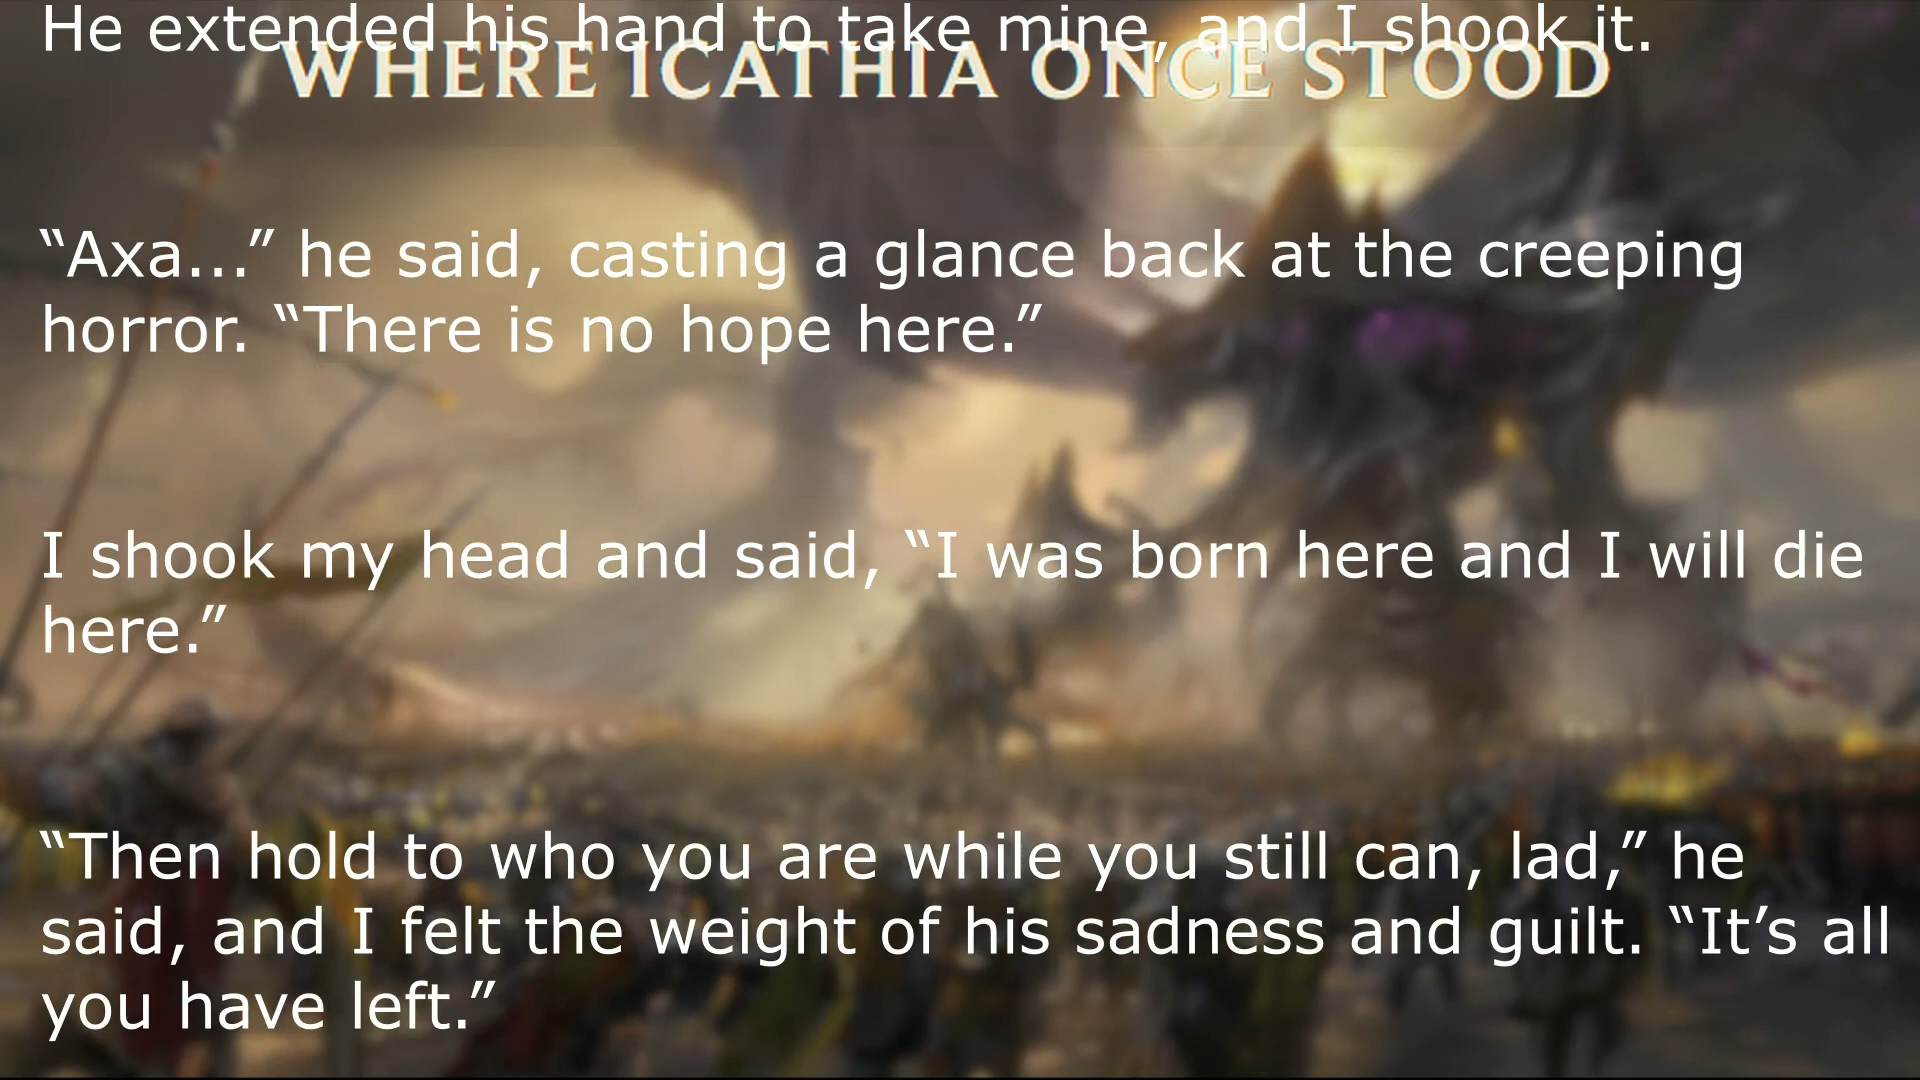 He extended his hand to take mine, and I shook it.
WHERE ICATHIA ONCE STOOD
“Axa...” he said, casting a glance back at the creeping
horror. “There is no hope here.”
I shook my head and said, “I was born here and I will die
here.”
“Then hold to who you are while you still can, lad,” he
said, and I felt the weight of his sadness and guilt. “It’s all
you have left.”